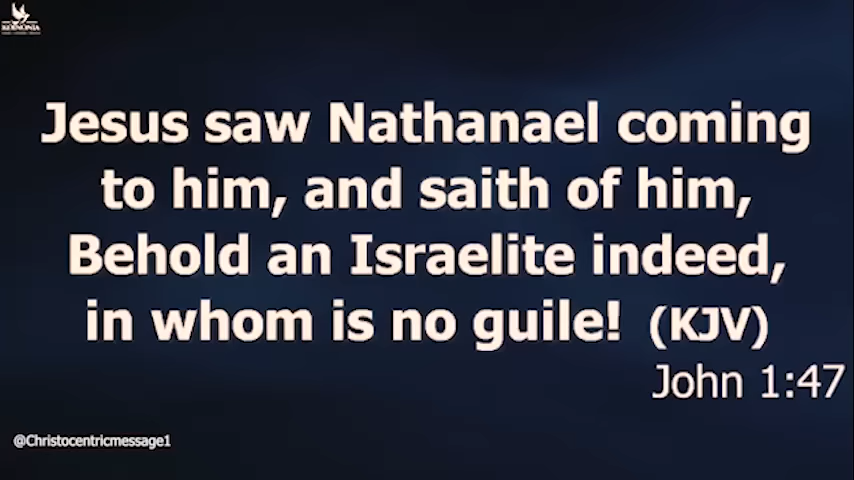 KOINONIA
Jesus saw Nathanael coming
to him, and saith of him,
Behold an Israelite indeed,
in whom is no guile! (KJV)
John 1:47
@Christocentricmessage1